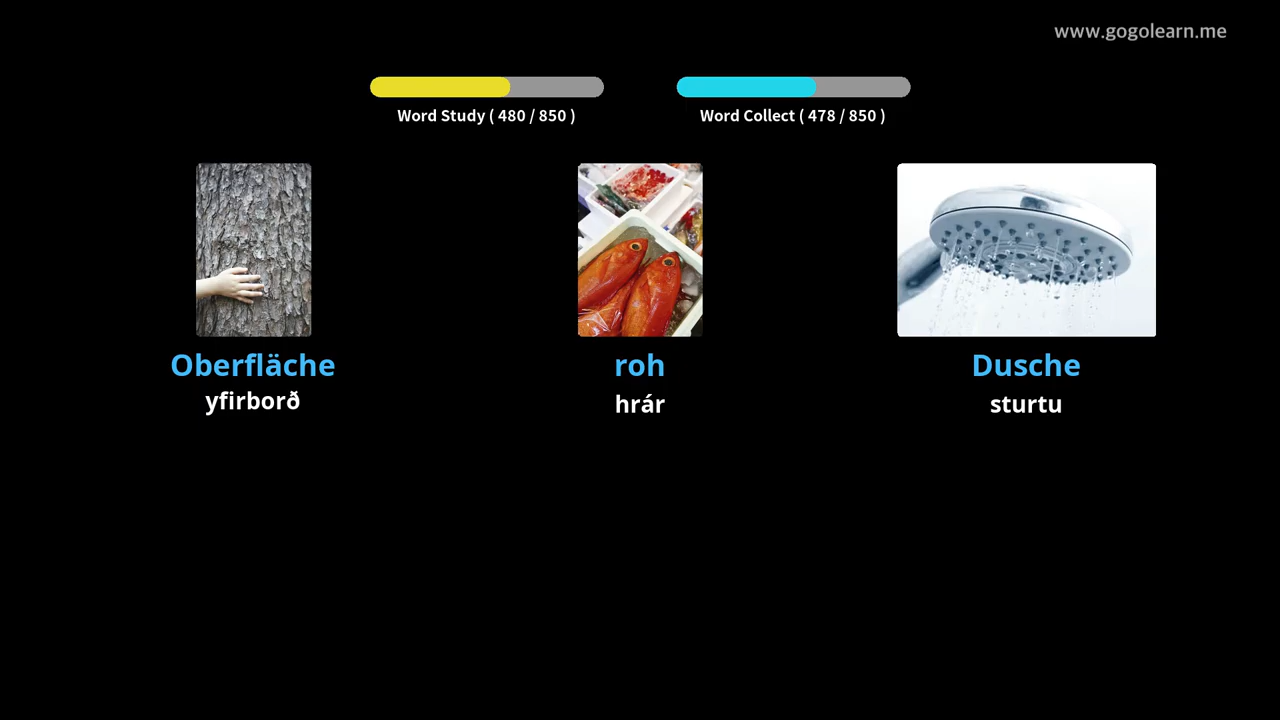 www.gogolearn.me
Word Study ( 480 / 850 )
Word Collect ( 478 / 850 )
Oberfläche
yfirborð
roh
hrár
Dusche
sturtu